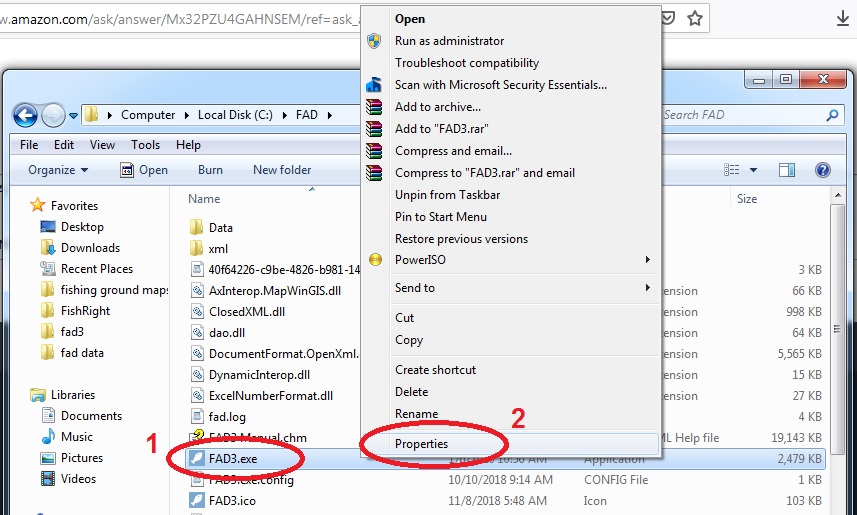 w.amazon.com/ask/answer/Mx32PZU4GAHNSEM/ref=ask_a
Open
Run as administrator
Troubleshoot compatibility
Scan with Microsoft Security Essentials...
Add to archive...
Add to "FAD3.rar"
Compress and email...
Compress to "FAD3.rar" and email
Unpin from Taskbar
Pin to Start Menu
Restore previous versions
PowerISO
Send to
Cut
Copy
Create shortcut
Delete
Rename
Properties
2
Computer Local Disk (C:) FAD
Search FAD
File Edit View Tools Help
Organize Open Burn New folder
Name Size
Favorites
Desktop
Downloads
Recent Places
fishing ground maps
FishRight
fad3
fad data
Libraries
Documents
Music
Pictures
Videos
Data
xml
40f64226-c9be-4826-b981-14 3 KB
AxInterop.MapWinGIS.dll ension 66 KB
ClosedXML.dll ension 998 KB
dao.dll ension 64 KB
DocumentFormat.OpenXml. ension 5,565 KB
DynamicInterop.dll ension 15 KB
ExcelNumberFormat.dll ension 27 KB
fad.log 4 KB
FAD3 Manual.chm ML Help file 19,143 KB
1
FAD3.exe 10:56 AM Application 2,479 KB
FAD3.exe.config 10/10/2018 9:14 AM CONFIG File 1 KB
FAD3.ico 11/8/2018 5:48 AM Icon 103 KB